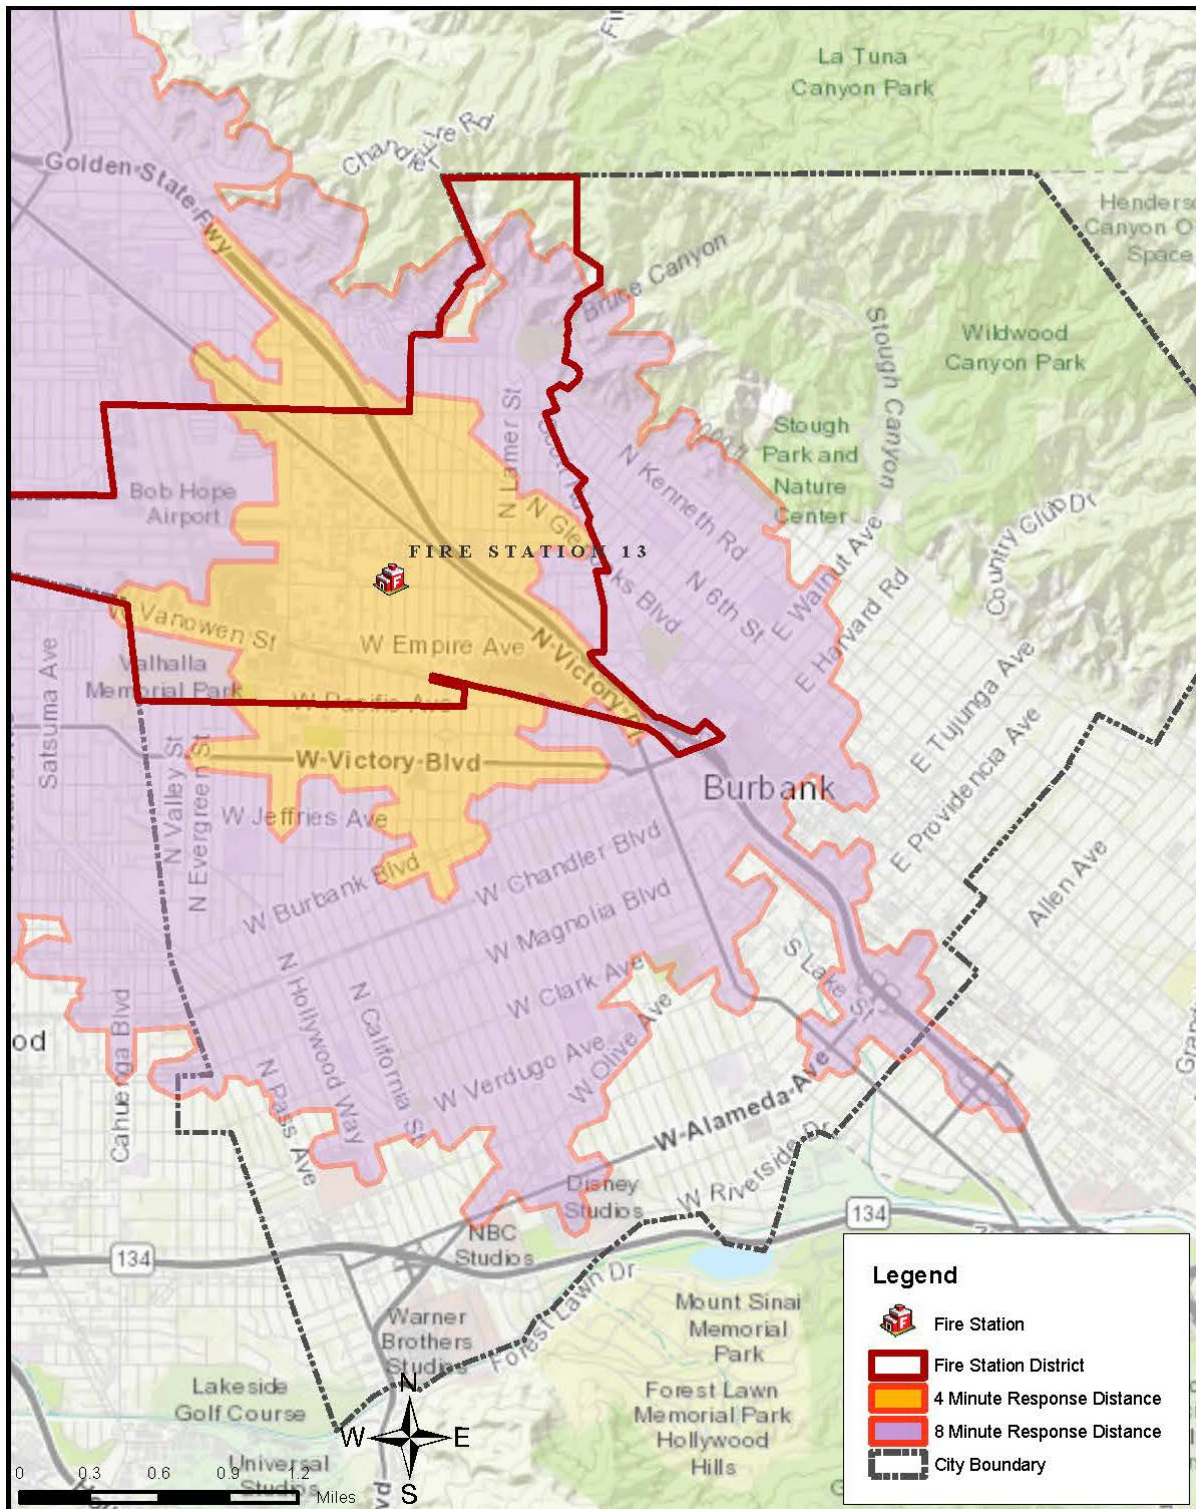 La Tuna
Canyon Park
Golden State Fwy
Bruce Canyon
Stough Canyon
Wildwood
Canyon Park
Stough
Park and
Nature
Center
N Lamer St
N Kenneth Rd
Bob Hope
Airport
FIRE STATION 13
N 6th St
E Walnut Ave
E Harvard Rd
Country Club Dr
Vanowen St
W Empire Ave
N Victory Pl
Valhalla
Memorial Park
W Pacific Ave
Satsuma Ave
N Valley St
N Evergreen St
W Victory Blvd
Burbank
E Tujunga Ave
E Providencia Ave
Allen Ave
W Jeffries Ave
W Burbank Blvd
W Chandler Blvd
W Magnolia Blvd
W Clark Ave
S Lake St
N Hollywood Way
N California St
W Verdugo Ave
W Olive Ave
Cahuenga Blvd
N Pass Ave
od
W Alameda Ave
W Riverside Dr
Disney
Studios
NBC
Studios
134
134
Forest Lawn Dr
Warner
Brothers
Studios
Mount Sinai
Memorial
Park
Lakeside
Golf Course
Forest Lawn
Memorial Park
Hollywood
Hills
Universal
N
W
E
S
0 0.3 0.6 0.9 1.2
Miles
Legend
Fire Station
Fire Station District
4 Minute Response Distance
8 Minute Response Distance
City Boundary